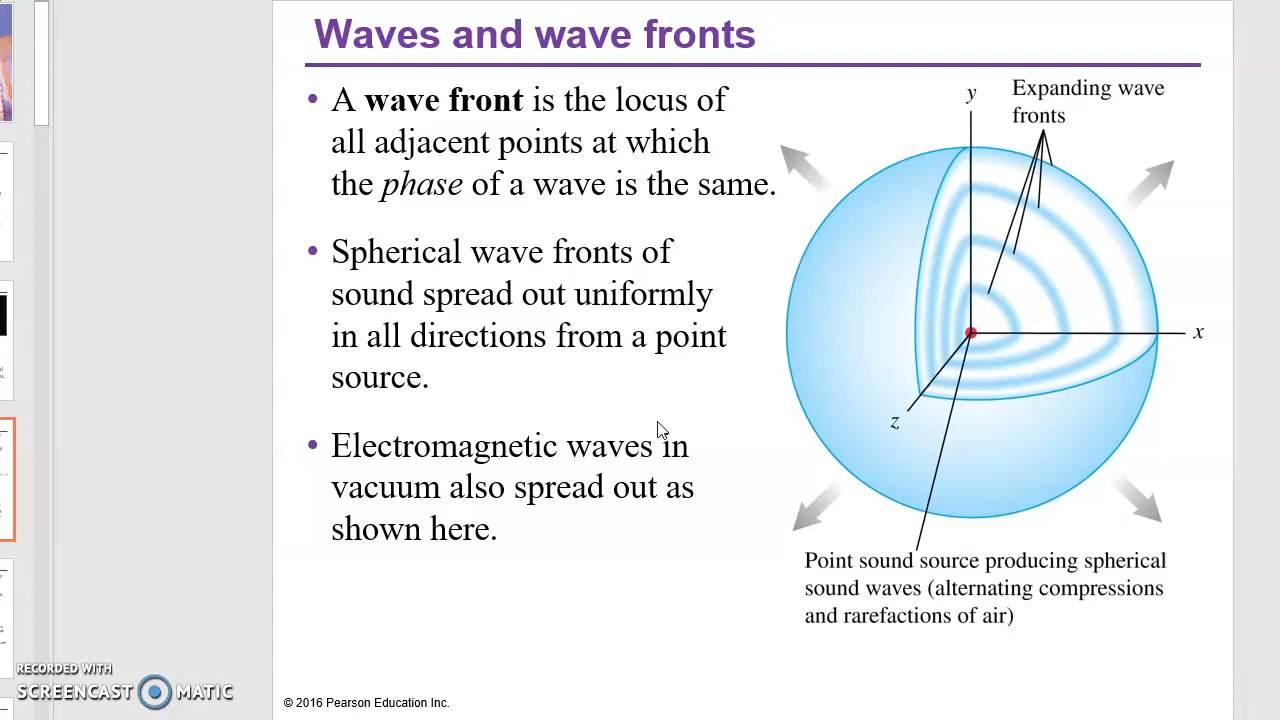 Waves and wave fronts
• A wave front is the locus of
all adjacent points at which
the phase of a wave is the same.
• Spherical wave fronts of
sound spread out uniformly
in all directions from a point
source.
• Electromagnetic waves in
vacuum also spread out as
shown here.
Expanding wave
fronts
y
x
z
Point sound source producing spherical
sound waves (alternating compressions
and rarefactions of air)
RECORDED WITH
SCREENCAST MATIC
© 2016 Pearson Education Inc.